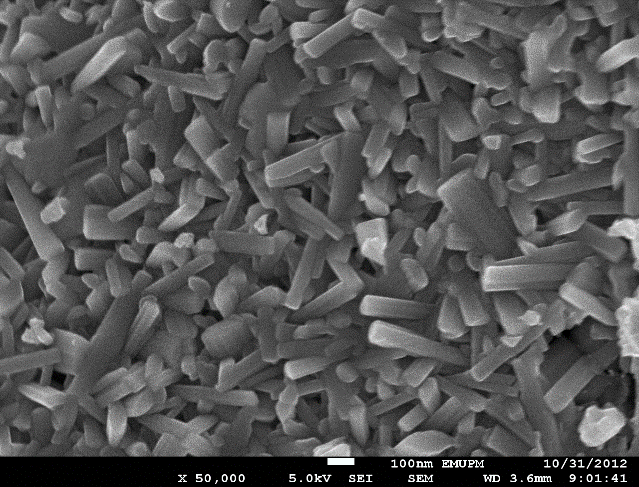 100nm EMUPM 10/31/2012
X 50,000 5.0kV SEI SEM WD 3.6mm 9:01:41